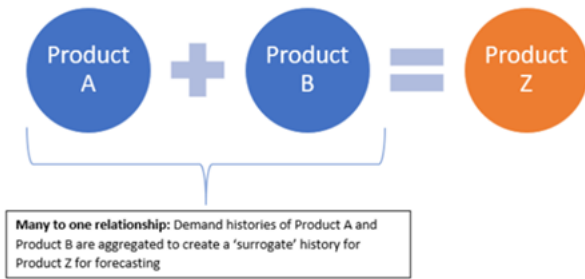 Product
A
Product
B
Product
Z
Many to one relationship: Demand histories of Product A and
Product B are aggregated to create a 'surrogate' history for
Product Z for forecasting